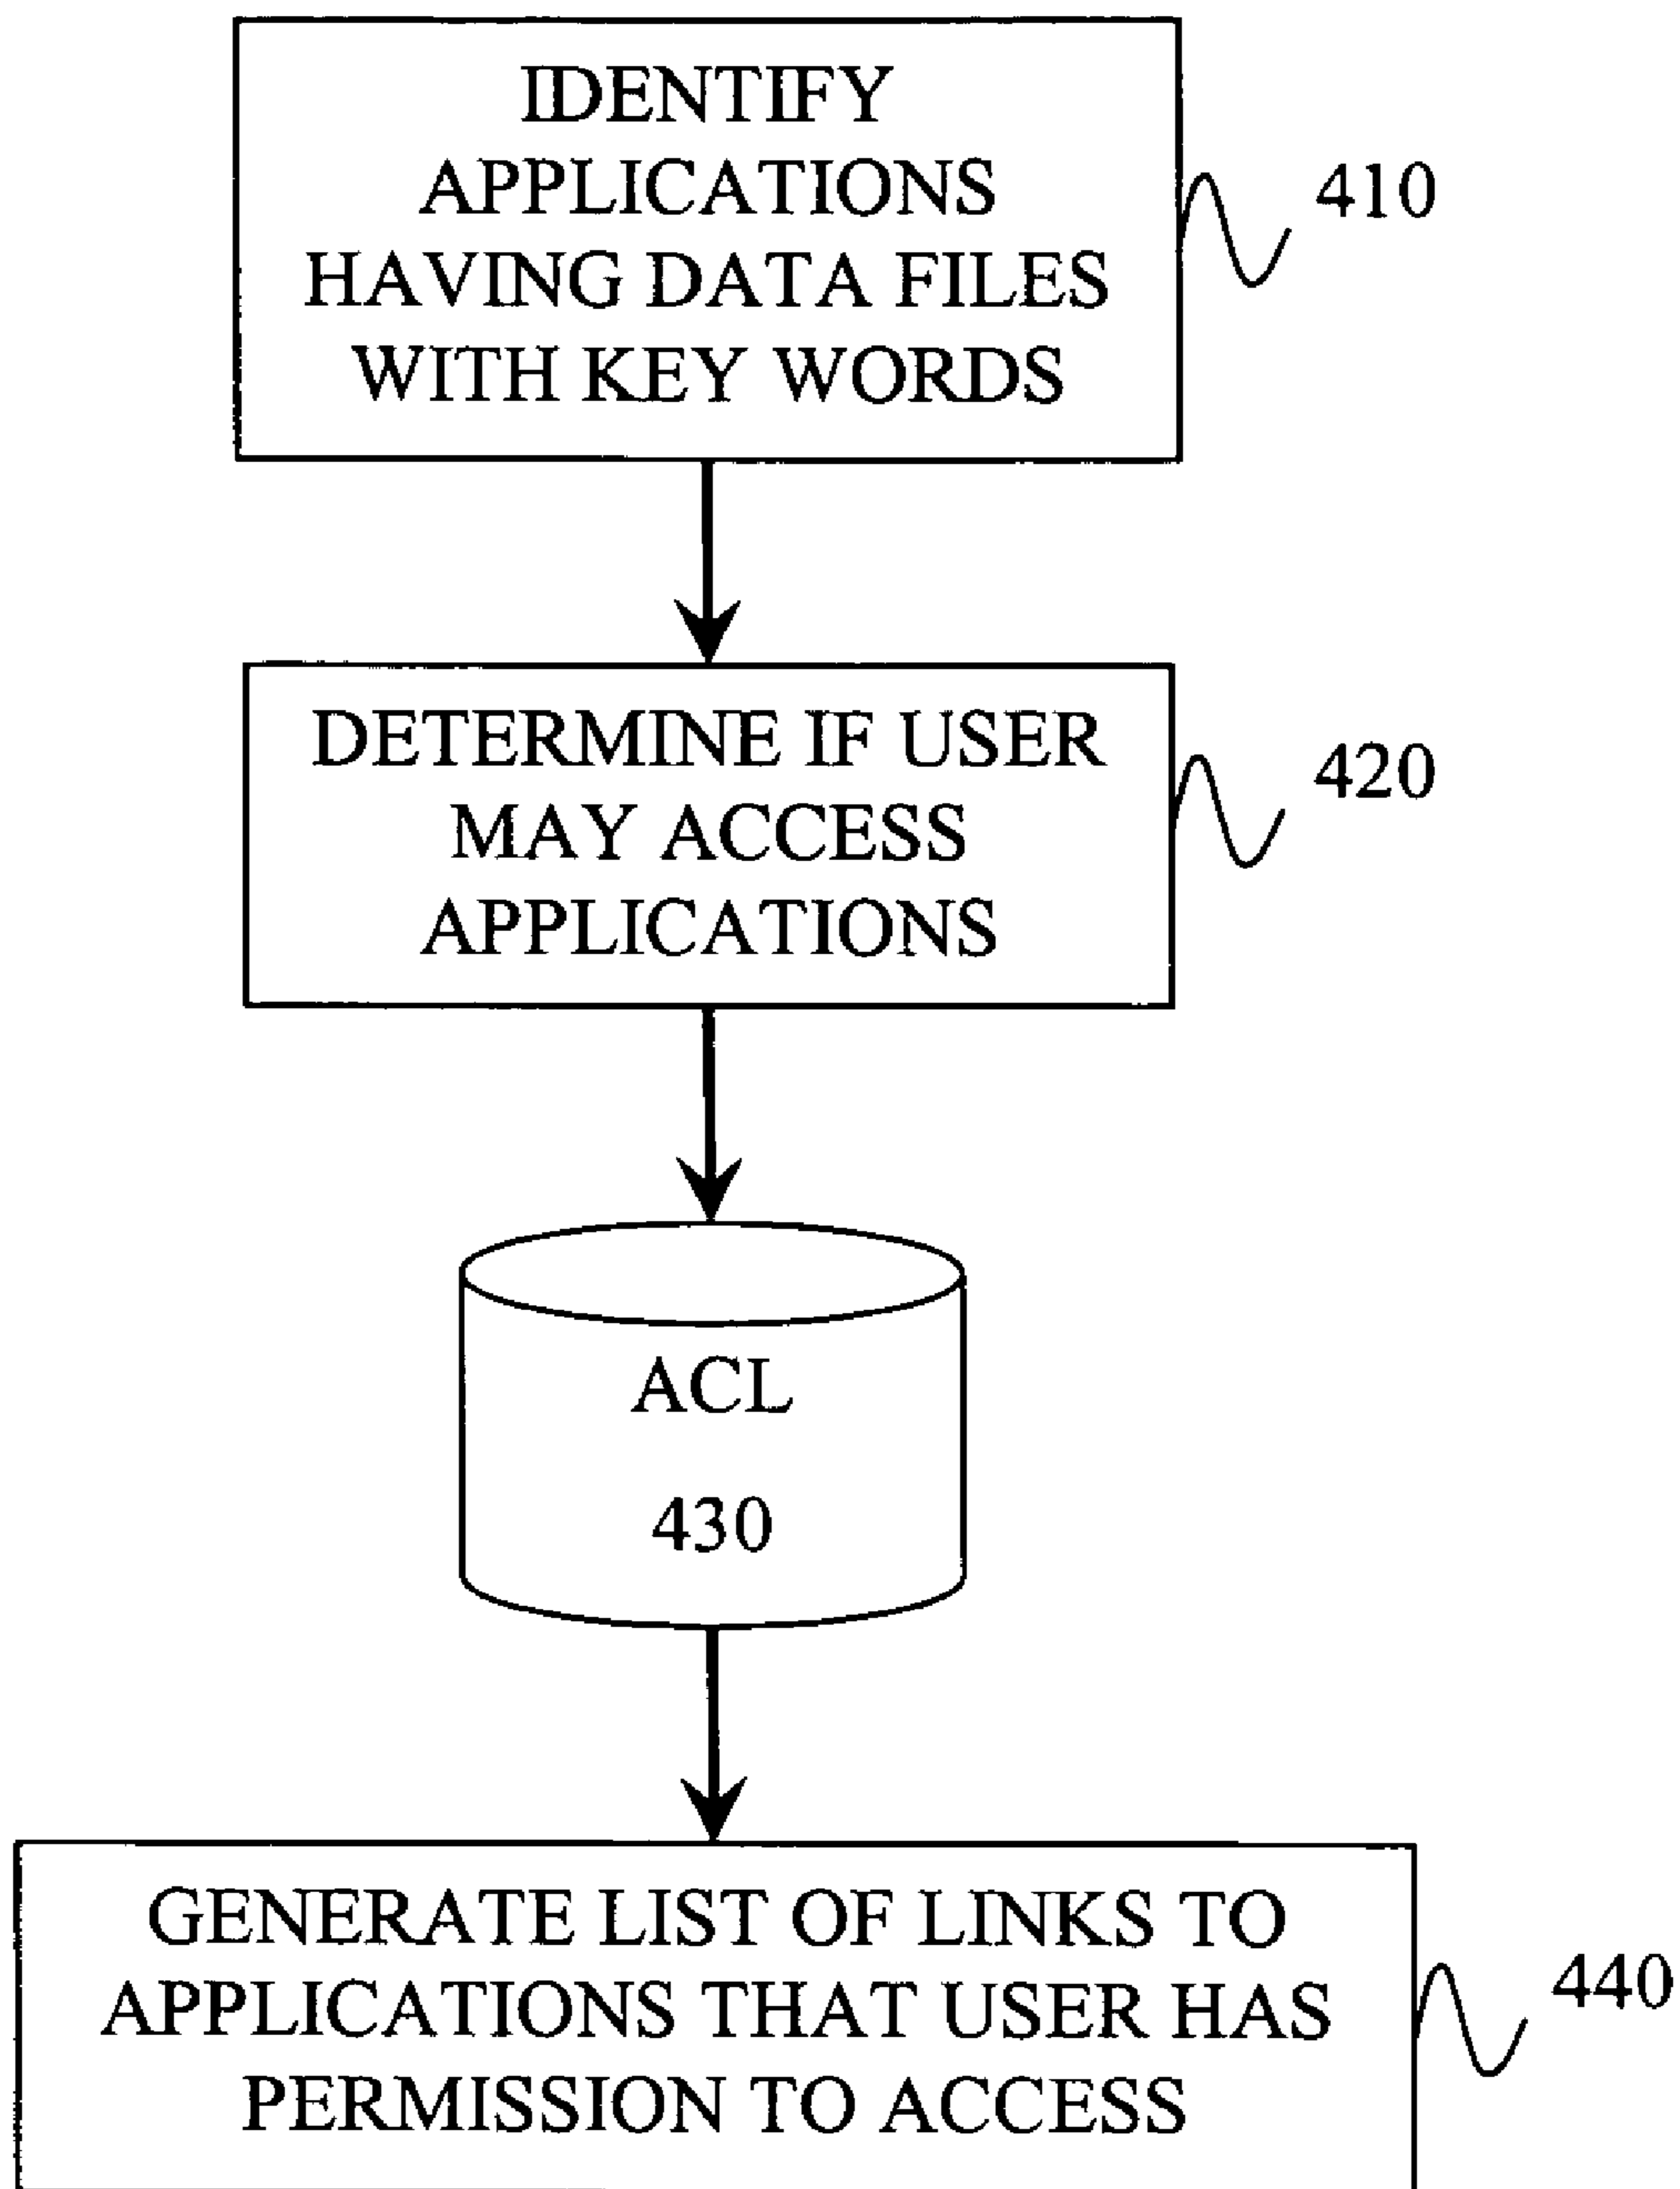 IDENTIFY
APPLICATIONS
HAVING DATA FILES
WITH KEY WORDS
410
DETERMINE IF USER
MAY ACCESS
APPLICATIONS
420
ACL
430
GENERATE LIST OF LINKS TO
APPLICATIONS THAT USER HAS
PERMISSION TO ACCESS
440